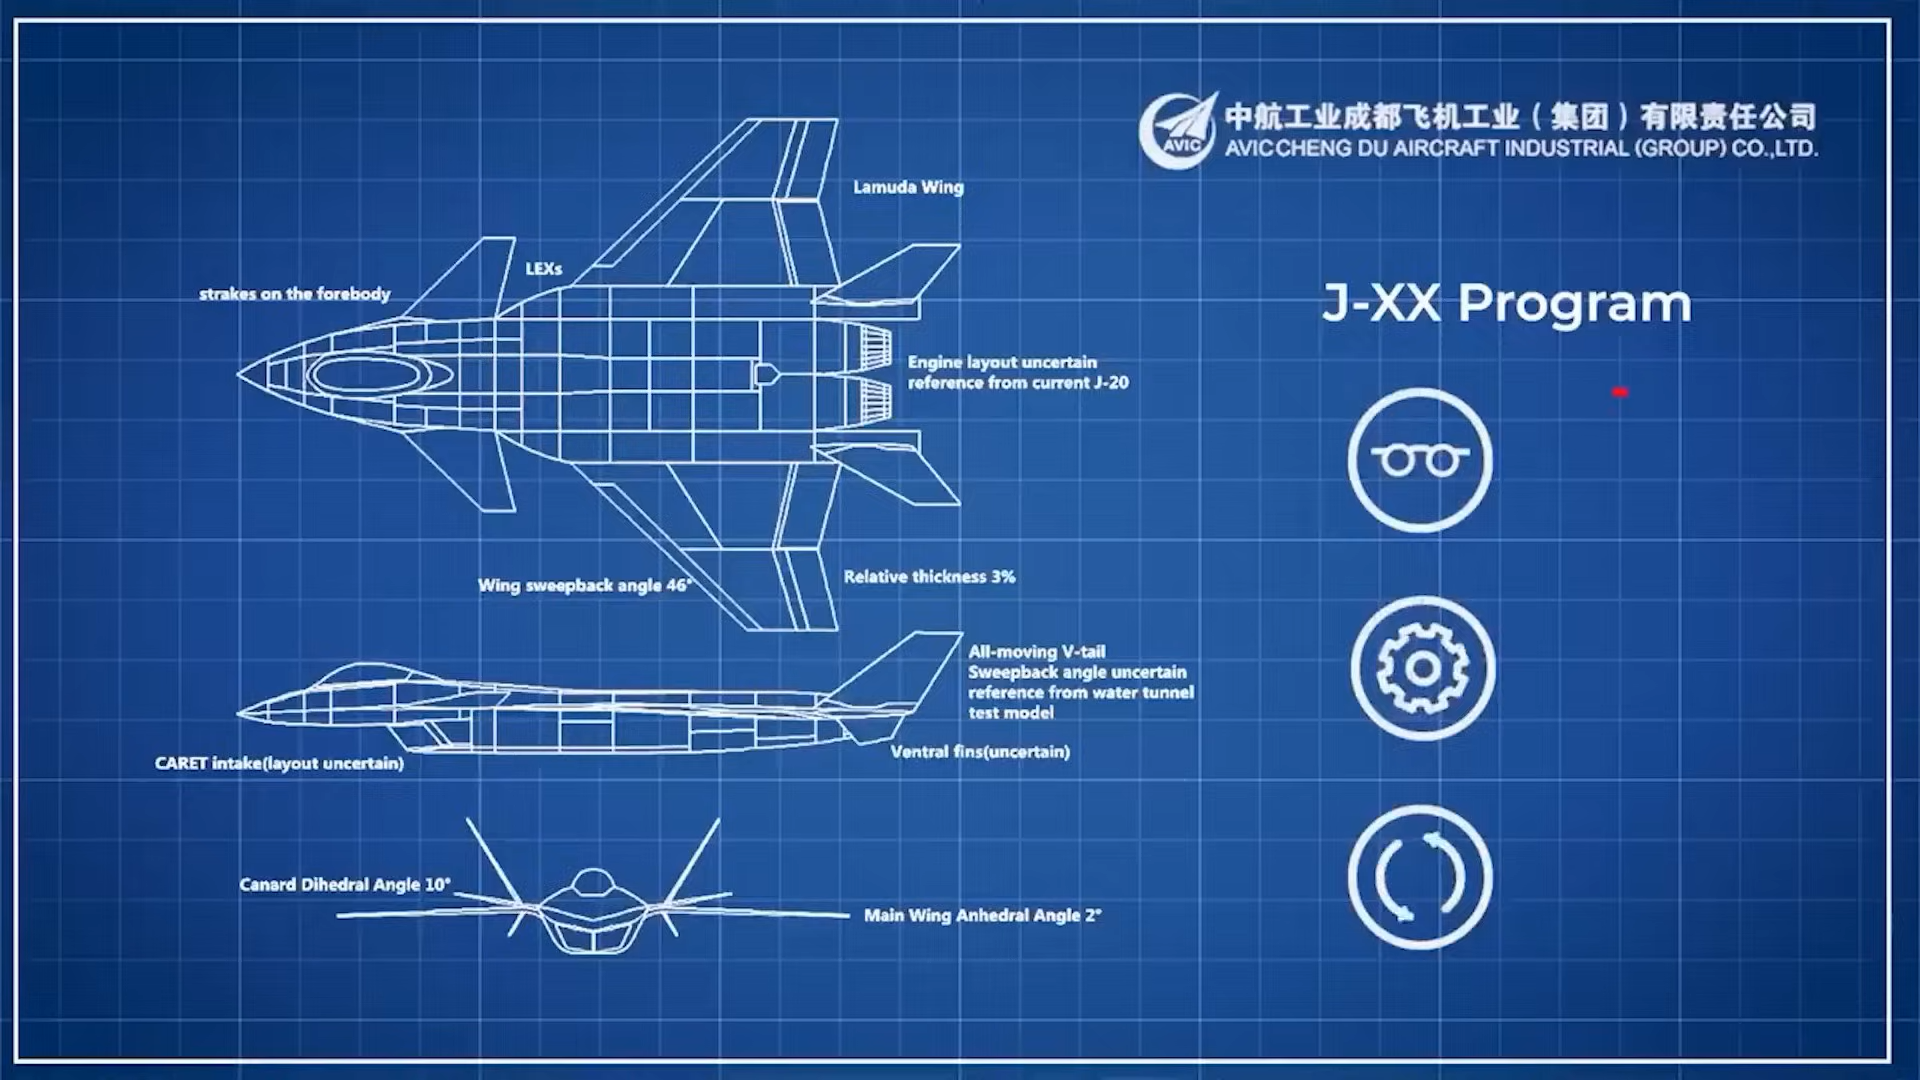 中航工业成都飞机工业（集团）有限责任公司
AVIC CHENG DU AIRCRAFT INDUSTRIAL (GROUP) CO.,LTD.
AVIC
Lamuda Wing
LEXs
strakes on the forebody
J-XX Program
Engine layout uncertain
reference from current J-20
Wing sweepback angle 46°
Relative thickness 3%
All-moving V-tail
Sweepback angle uncertain
reference from water tunnel
test model
Ventral fins(uncertain)
CARET intake(layout uncertain)
Canard Dihedral Angle 10°
Main Wing Anhedral Angle 2°